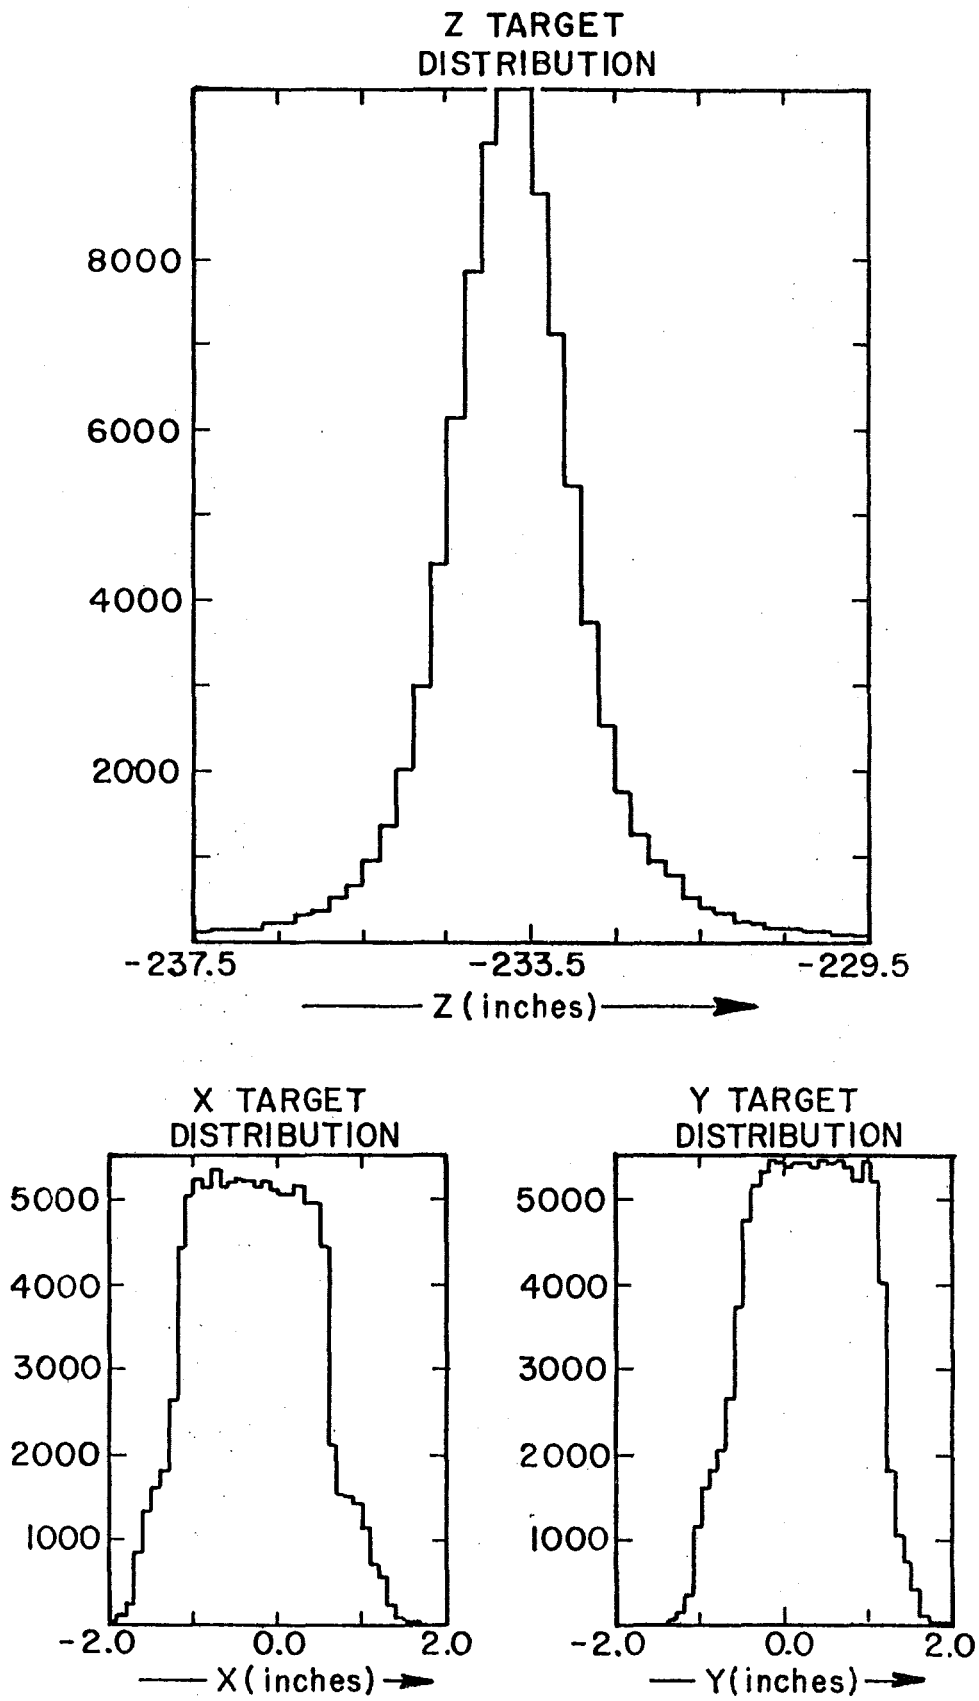 Z TARGET
DISTRIBUTION
8000
6000
4000
2000
-237.5 -233.5 -229.5
Z (inches)
X TARGET
DISTRIBUTION
5000
4000
3000
2000
1000
-2.0 0.0 2.0
X (inches)
Y TARGET
DISTRIBUTION
5000
4000
3000
2000
1000
-2.0 0.0 2.0
Y (inches)